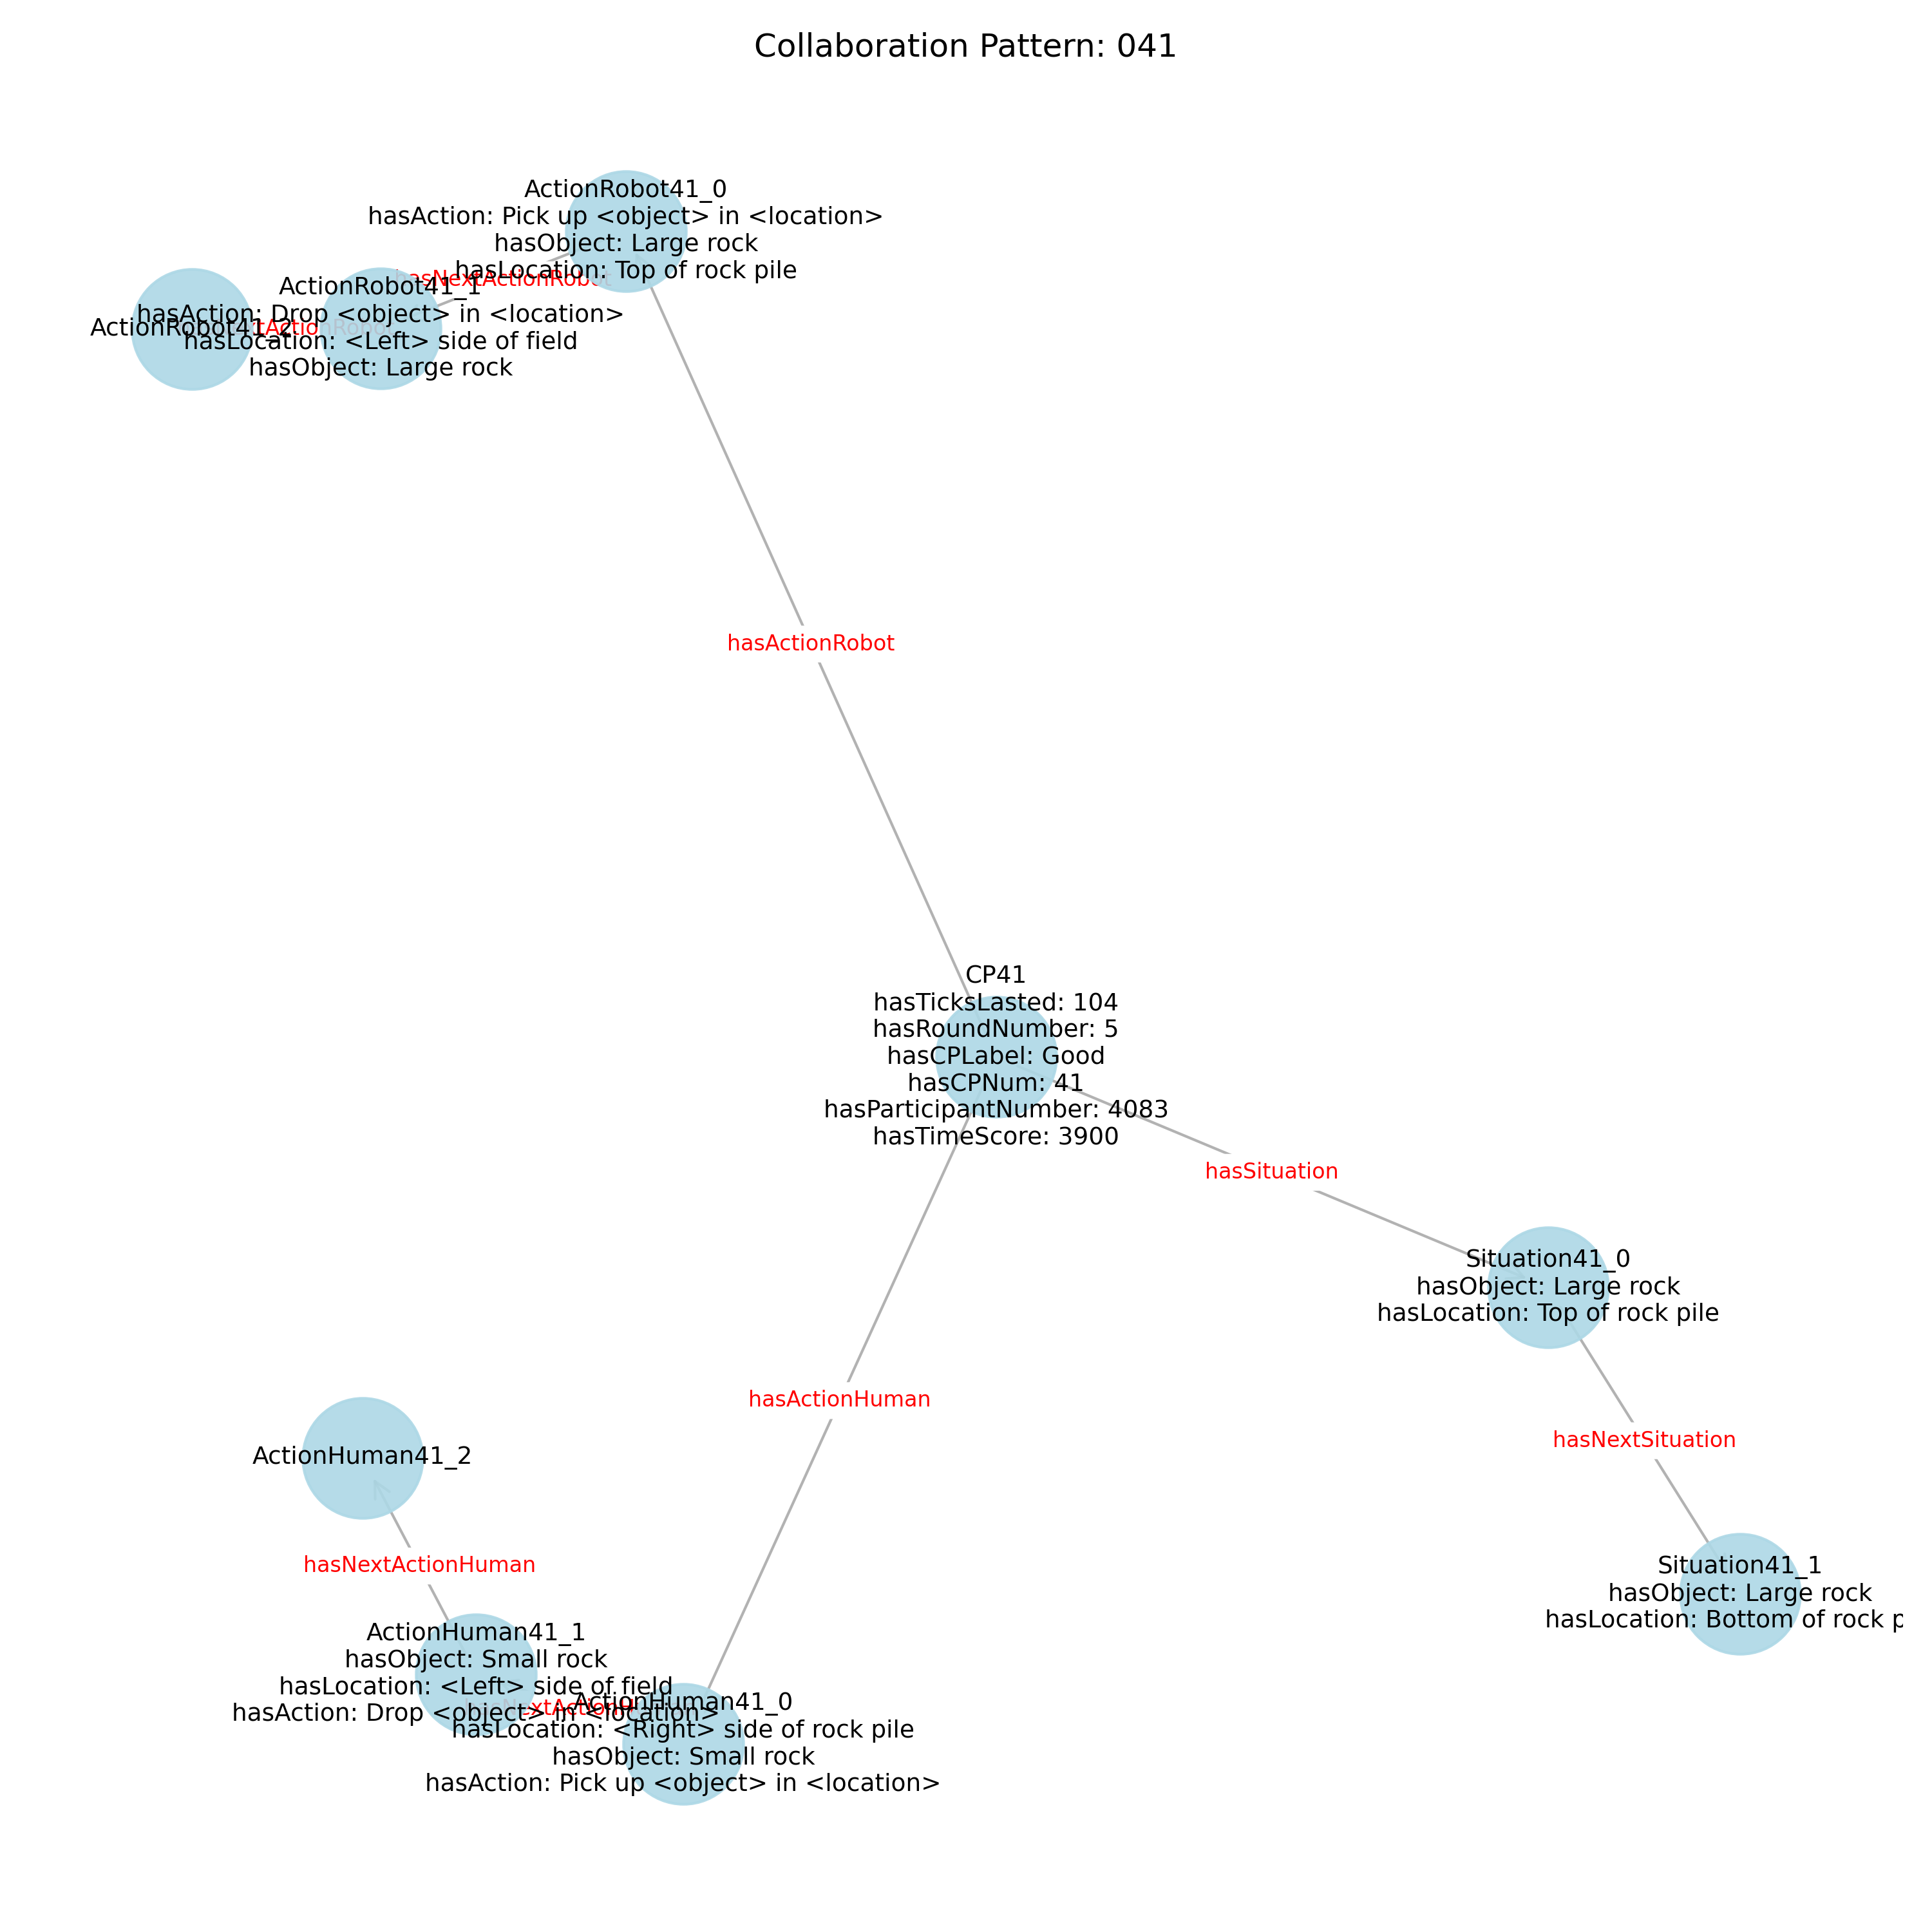 Collaboration Pattern: 041
ActionRobot41_0
hasAction: Pick up <object> in <location>
hasObject: Large rock
hasLocation: Top of rock pile
hasNextActionRobot
ActionRobot41_1
hasAction: Drop <object> in <location>
hasLocation: <Left> side of field
hasObject: Large rock
ActionRobot41_2
hasActionRobot
CP41
hasTicksLasted: 104
hasRoundNumber: 5
hasCPLabel: Good
hasCPNum: 41
hasParticipantNumber: 4083
hasTimeScore: 3900
hasSituation
Situation41_0
hasObject: Large rock
hasLocation: Top of rock pile
hasActionHuman
hasNextSituation
ActionHuman41_2
hasNextActionHuman
Situation41_1
hasObject: Large rock
hasLocation: Bottom of rock p
ActionHuman41_1
hasObject: Small rock
hasLocation: <Left> side of field
hasAction: Drop <object> in <location>
ActionHuman41_0
hasLocation: <Right> side of rock pile
hasObject: Small rock
hasAction: Pick up <object> in <location>